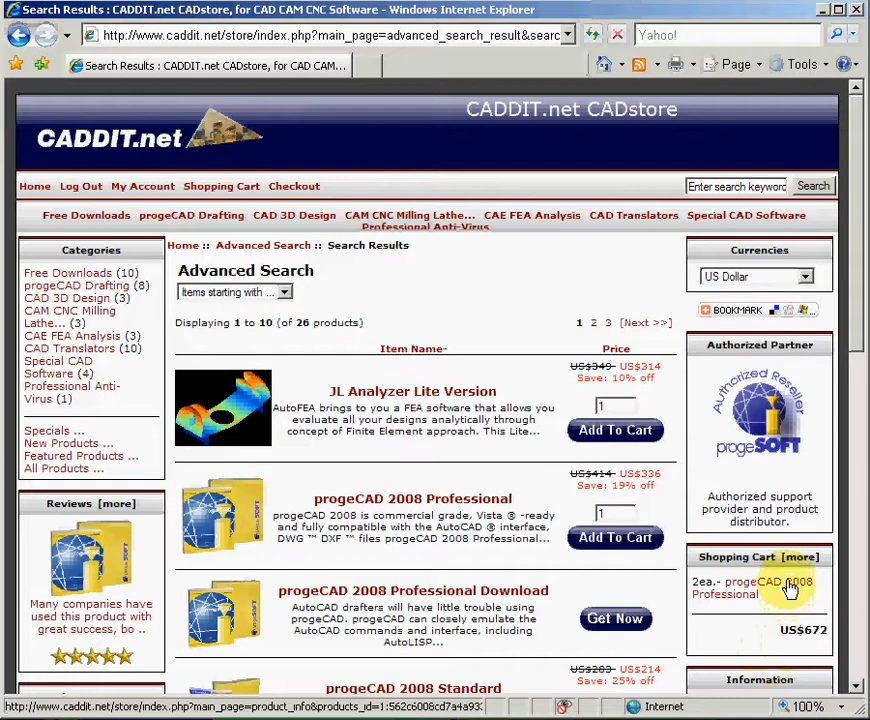 Search Results : CADDIT.net CADstore, for CAD CAM CNC Software - Windows Internet Explorer
http://www.caddit.net/store/index.php?main_page=advanced_search_result&searc
Yahoo!
Search Results : CADDIT.net CADstore, for CAD CAM...
Page
Tools
CADDIT.net CADstore
CADDIT.net
Home Log Out My Account Shopping Cart Checkout
Enter search keyword
Search
Free Downloads progeCAD Drafting CAD 3D Design CAM CNC Milling Lathe... CAE FEA Analysis CAD Translators Special CAD Software
Professional Anti-Virus
Categories
Free Downloads (10)
progeCAD Drafting (8)
CAD 3D Design (3)
CAM CNC Milling
Lathe... (3)
CAE FEA Analysis (3)
CAD Translators (10)
Special CAD
Software (4)
Professional Anti-
Virus (1)
Specials ...
New Products ...
Featured Products ...
All Products ...
Reviews [more]
Many companies have
used this product with
great success, bo ..
Home :: Advanced Search :: Search Results
Advanced Search
Items starting with ...
Displaying 1 to 10 (of 26 products)
1 2 3 [Next >>]
Item Name-
Price
JL Analyzer Lite Version
AutoFEA brings to you a FEA software that allows you
evaluate all your designs analytically through
concept of Finite Element approach. This Lite...
US$349 US$314
Save: 10% off
1
Add To Cart
progeCAD 2008 Professional
progeCAD 2008 is commercial grade, Vista ® -ready
and fully compatible with the AutoCAD ® interface,
DWG ™ DXF ™ files progeCAD 2008 Professional...
US$414 US$336
Save: 19% off
1
Add To Cart
progeCAD 2008 Professional Download
AutoCAD drafters will have little trouble using
progeCAD. progeCAD can closely emulate the
AutoCAD commands and interface, including
AutoLISP...
Get Now
progeCAD 2008 Standard
US$283 US$214
Save: 25% off
Currencies
US Dollar
BOOKMARK
Authorized Partner
Authorized Reseller
progeSOFT
Authorized support
provider and product
distributor.
Shopping Cart [more]
2ea.- progeCAD 2008
Professional
US$672
Information
http://www.caddit.net/store/index.php?main_page=product_info&products_id=1:562c6008cd7a4a93
Internet
100%